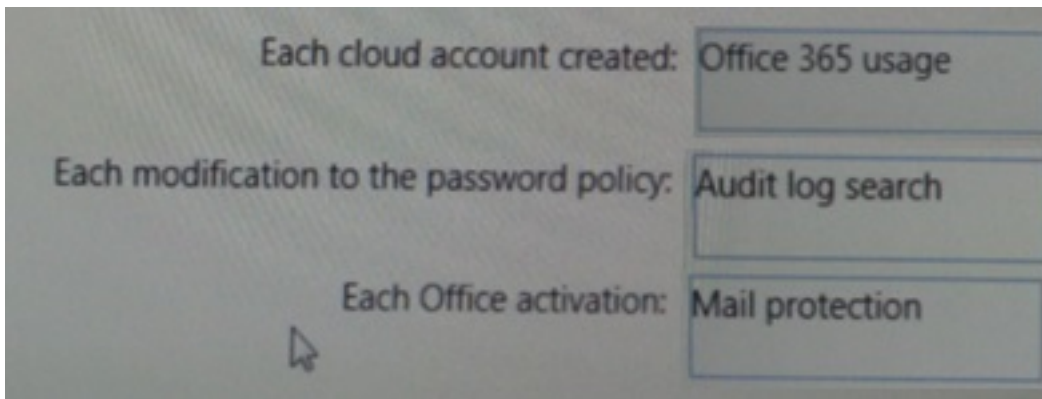 Each cloud account created: Office 365 usage
Each modification to the password policy: Audit log search
Each Office activation: Mail protection